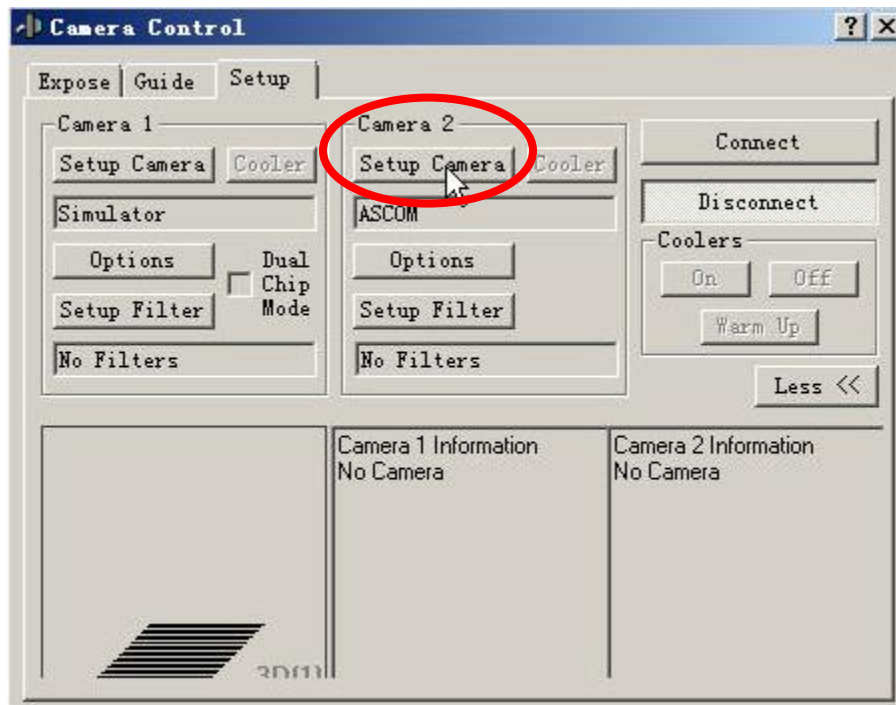 Camera Control
Expose Guide Setup
Camera 1
Setup Camera Cooler
Simulator
Options
Dual
Chip
Mode
Setup Filter
No Filters
Camera 2
Setup Camera Cooler
ASCOM
Options
Setup Filter
No Filters
Connect
Disconnect
Coolers
On Off
Warm Up
Less <<
Camera 1 Information
No Camera
Camera 2 Information
No Camera